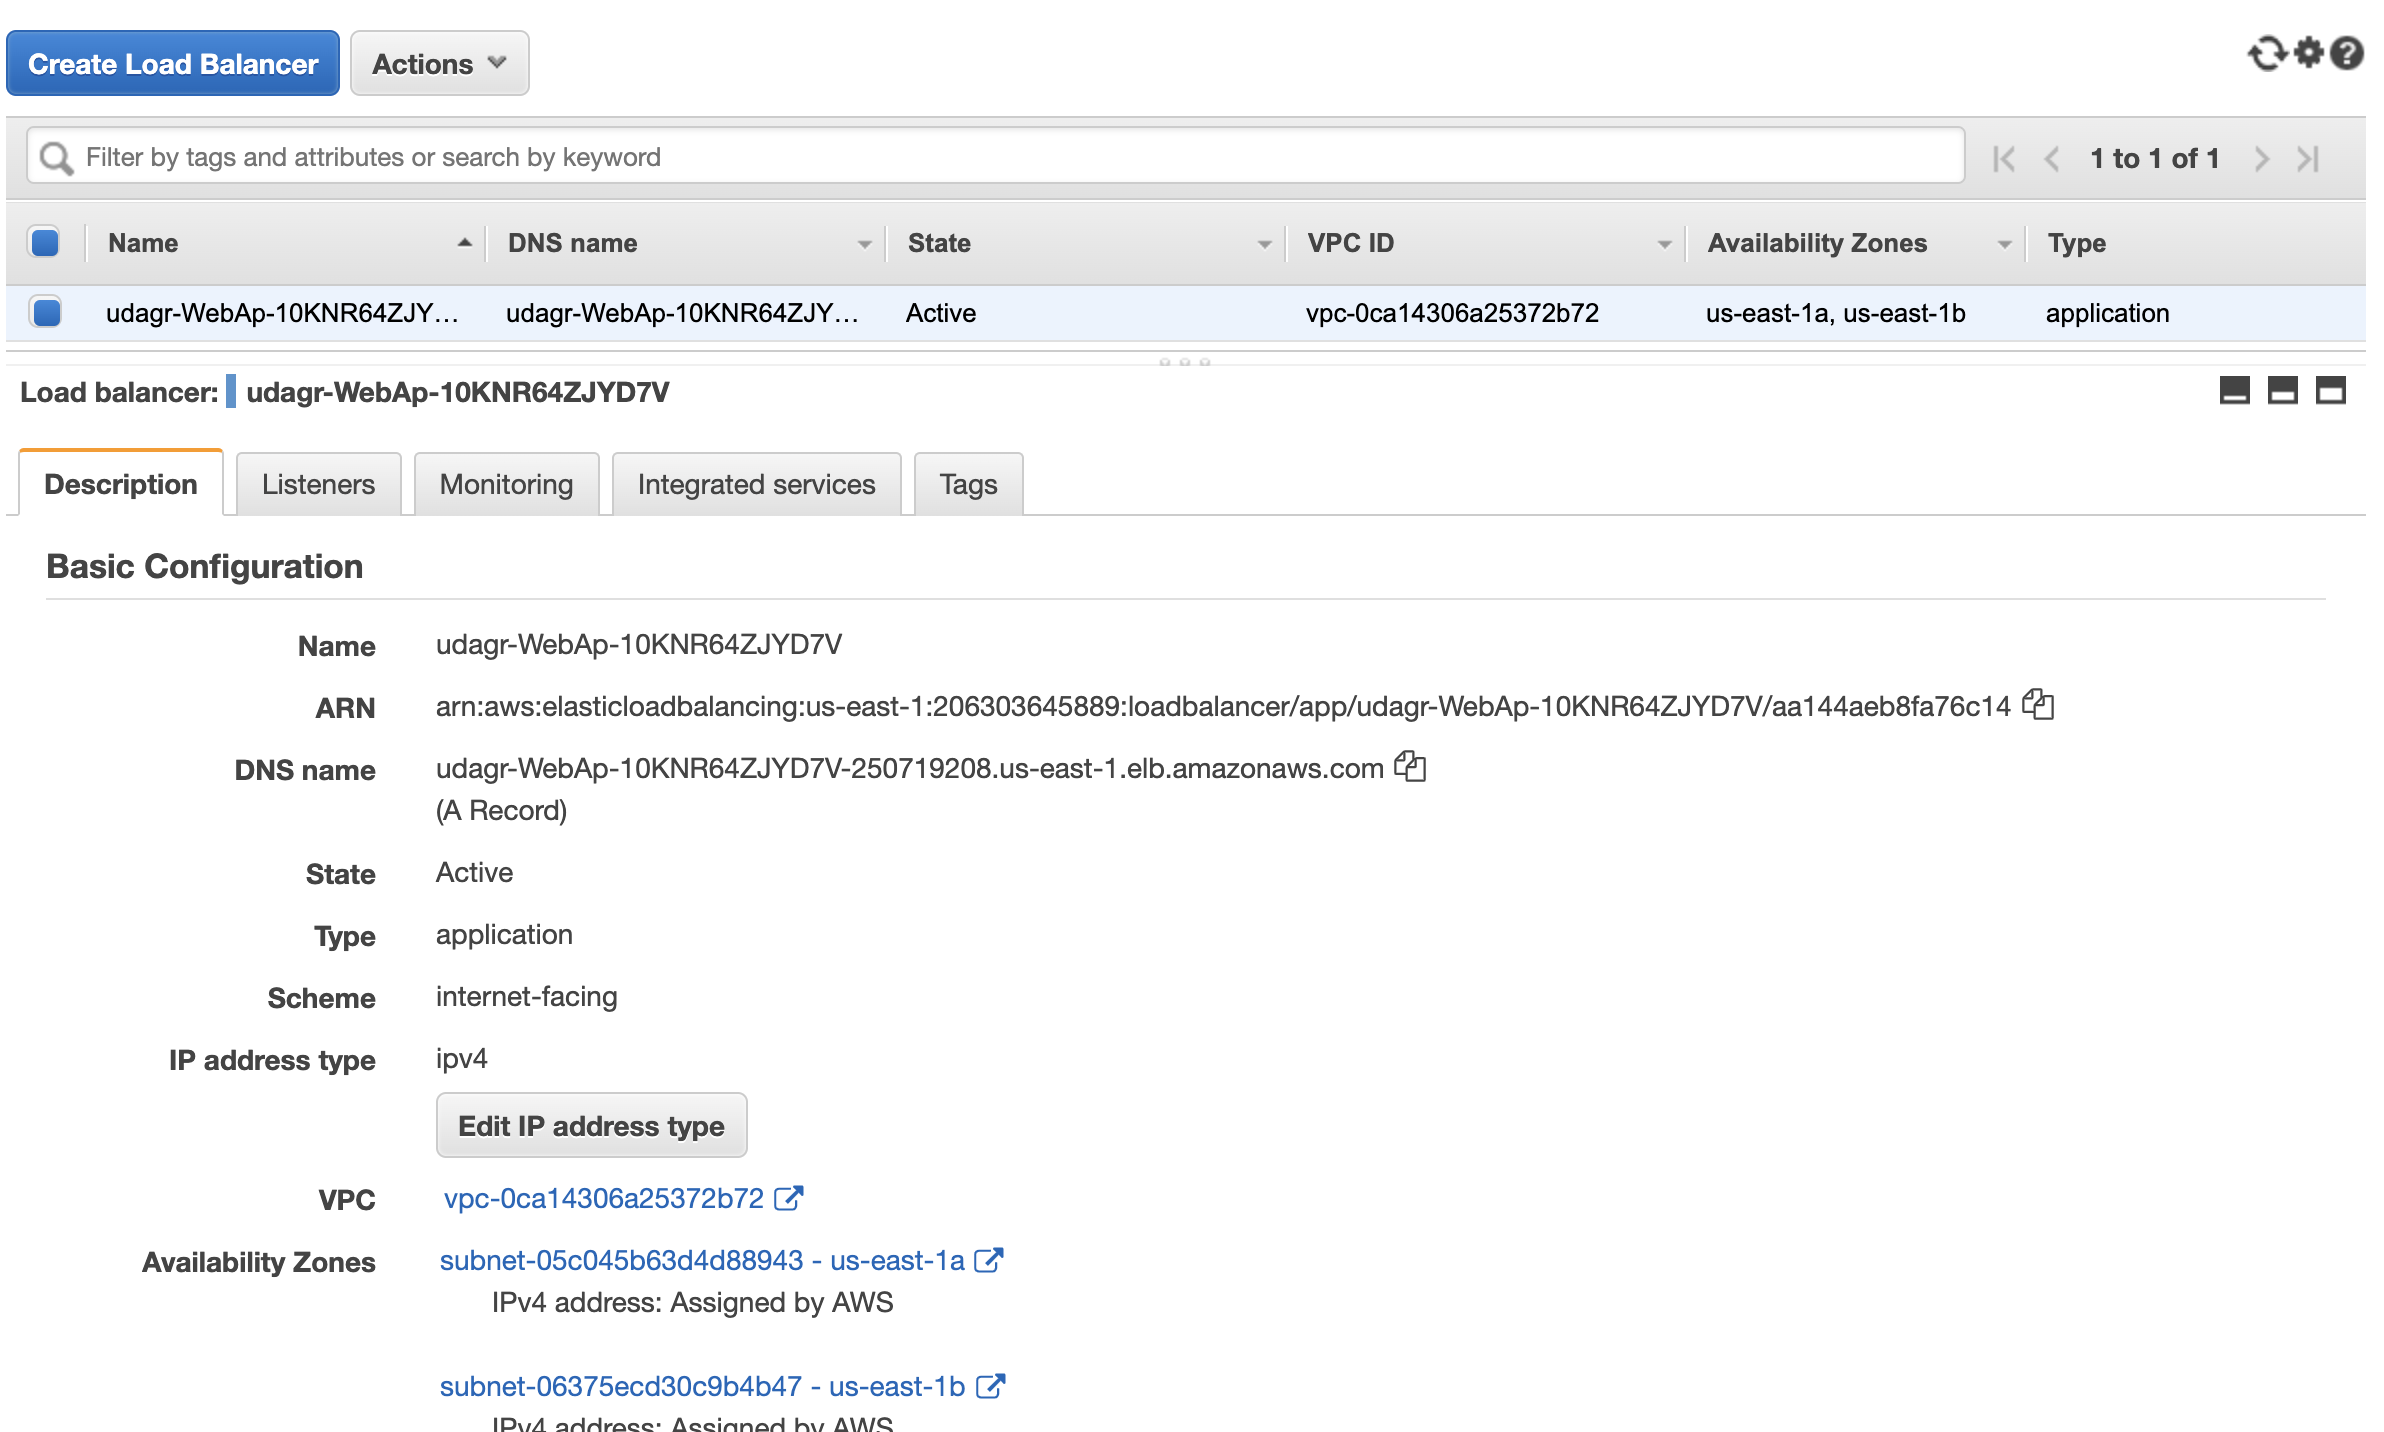 Create Load Balancer Actions
Filter by tags and attributes or search by keyword 1 to 1 of 1
Name DNS name State VPC ID Availability Zones Type
udagr-WebAp-10KNR64ZJY… udagr-WebAp-10KNR64ZJY… Active vpc-0ca14306a25372b72 us-east-1a, us-east-1b application
Load balancer: udagr-WebAp-10KNR64ZJYD7V
Description Listeners Monitoring Integrated services Tags
Basic Configuration
Name udagr-WebAp-10KNR64ZJYD7V
ARN arn:aws:elasticloadbalancing:us-east-1:206303645889:loadbalancer/app/udagr-WebAp-10KNR64ZJYD7V/aa144aeb8fa76c14
DNS name udagr-WebAp-10KNR64ZJYD7V-250719208.us-east-1.elb.amazonaws.com
(A Record)
State Active
Type application
Scheme internet-facing
IP address type ipv4
Edit IP address type
VPC vpc-0ca14306a25372b72
Availability Zones subnet-05c045b63d4d88943 - us-east-1a
IPv4 address: Assigned by AWS
subnet-06375ecd30c9b4b47 - us-east-1b
IPv4 address: Assigned by AWS